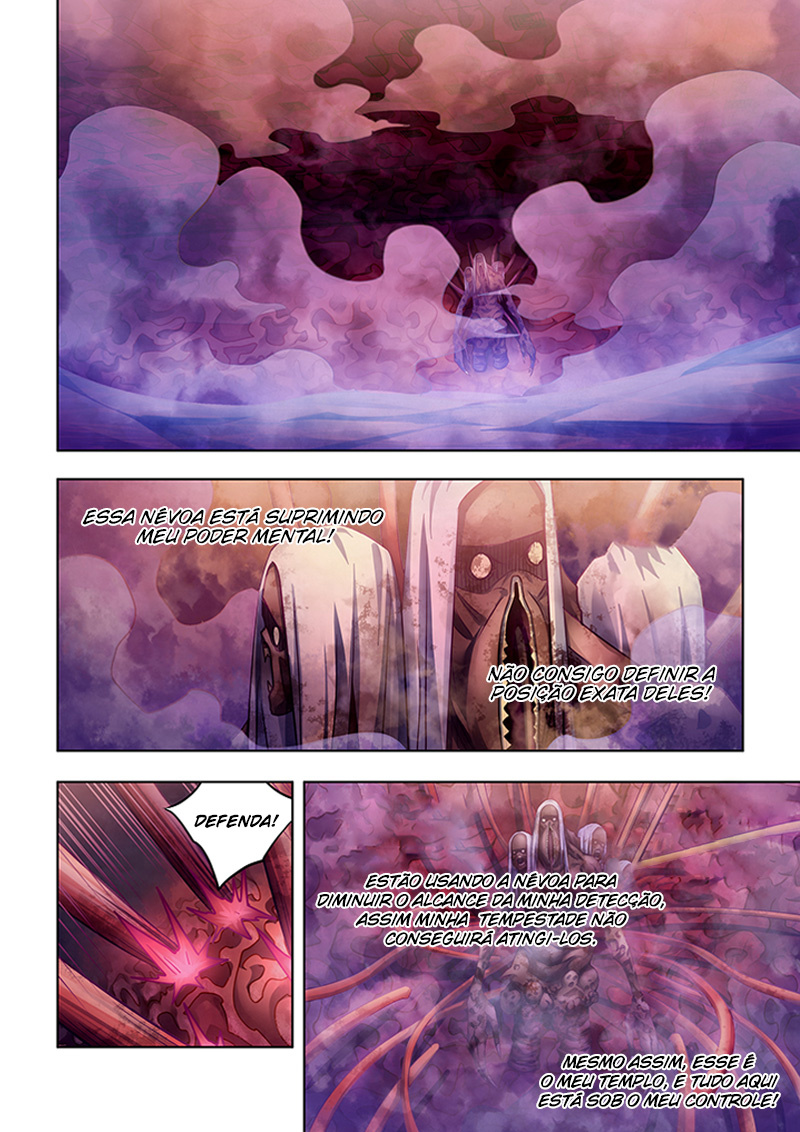 ESSA NÉVOA ESTÁ SUPRIMINDO
MEU PODER MENTAL!
NÃO CONSIGO DEFINIR A
POSIÇÃO EXATA DELES!
DEFENDA!
ESTÃO USANDO A NÉVOA PARA
DIMINUIR O ALCANCE DA MINHA DETECÇÃO,
ASSIM MINHA TEMPESTADE NÃO
CONSEGUIRÁ ATINGI-LOS.
MESMO ASSIM, ESSE É
O MEU TEMPLO, E TUDO AQUI
ESTÁ SOB O MEU CONTROLE!